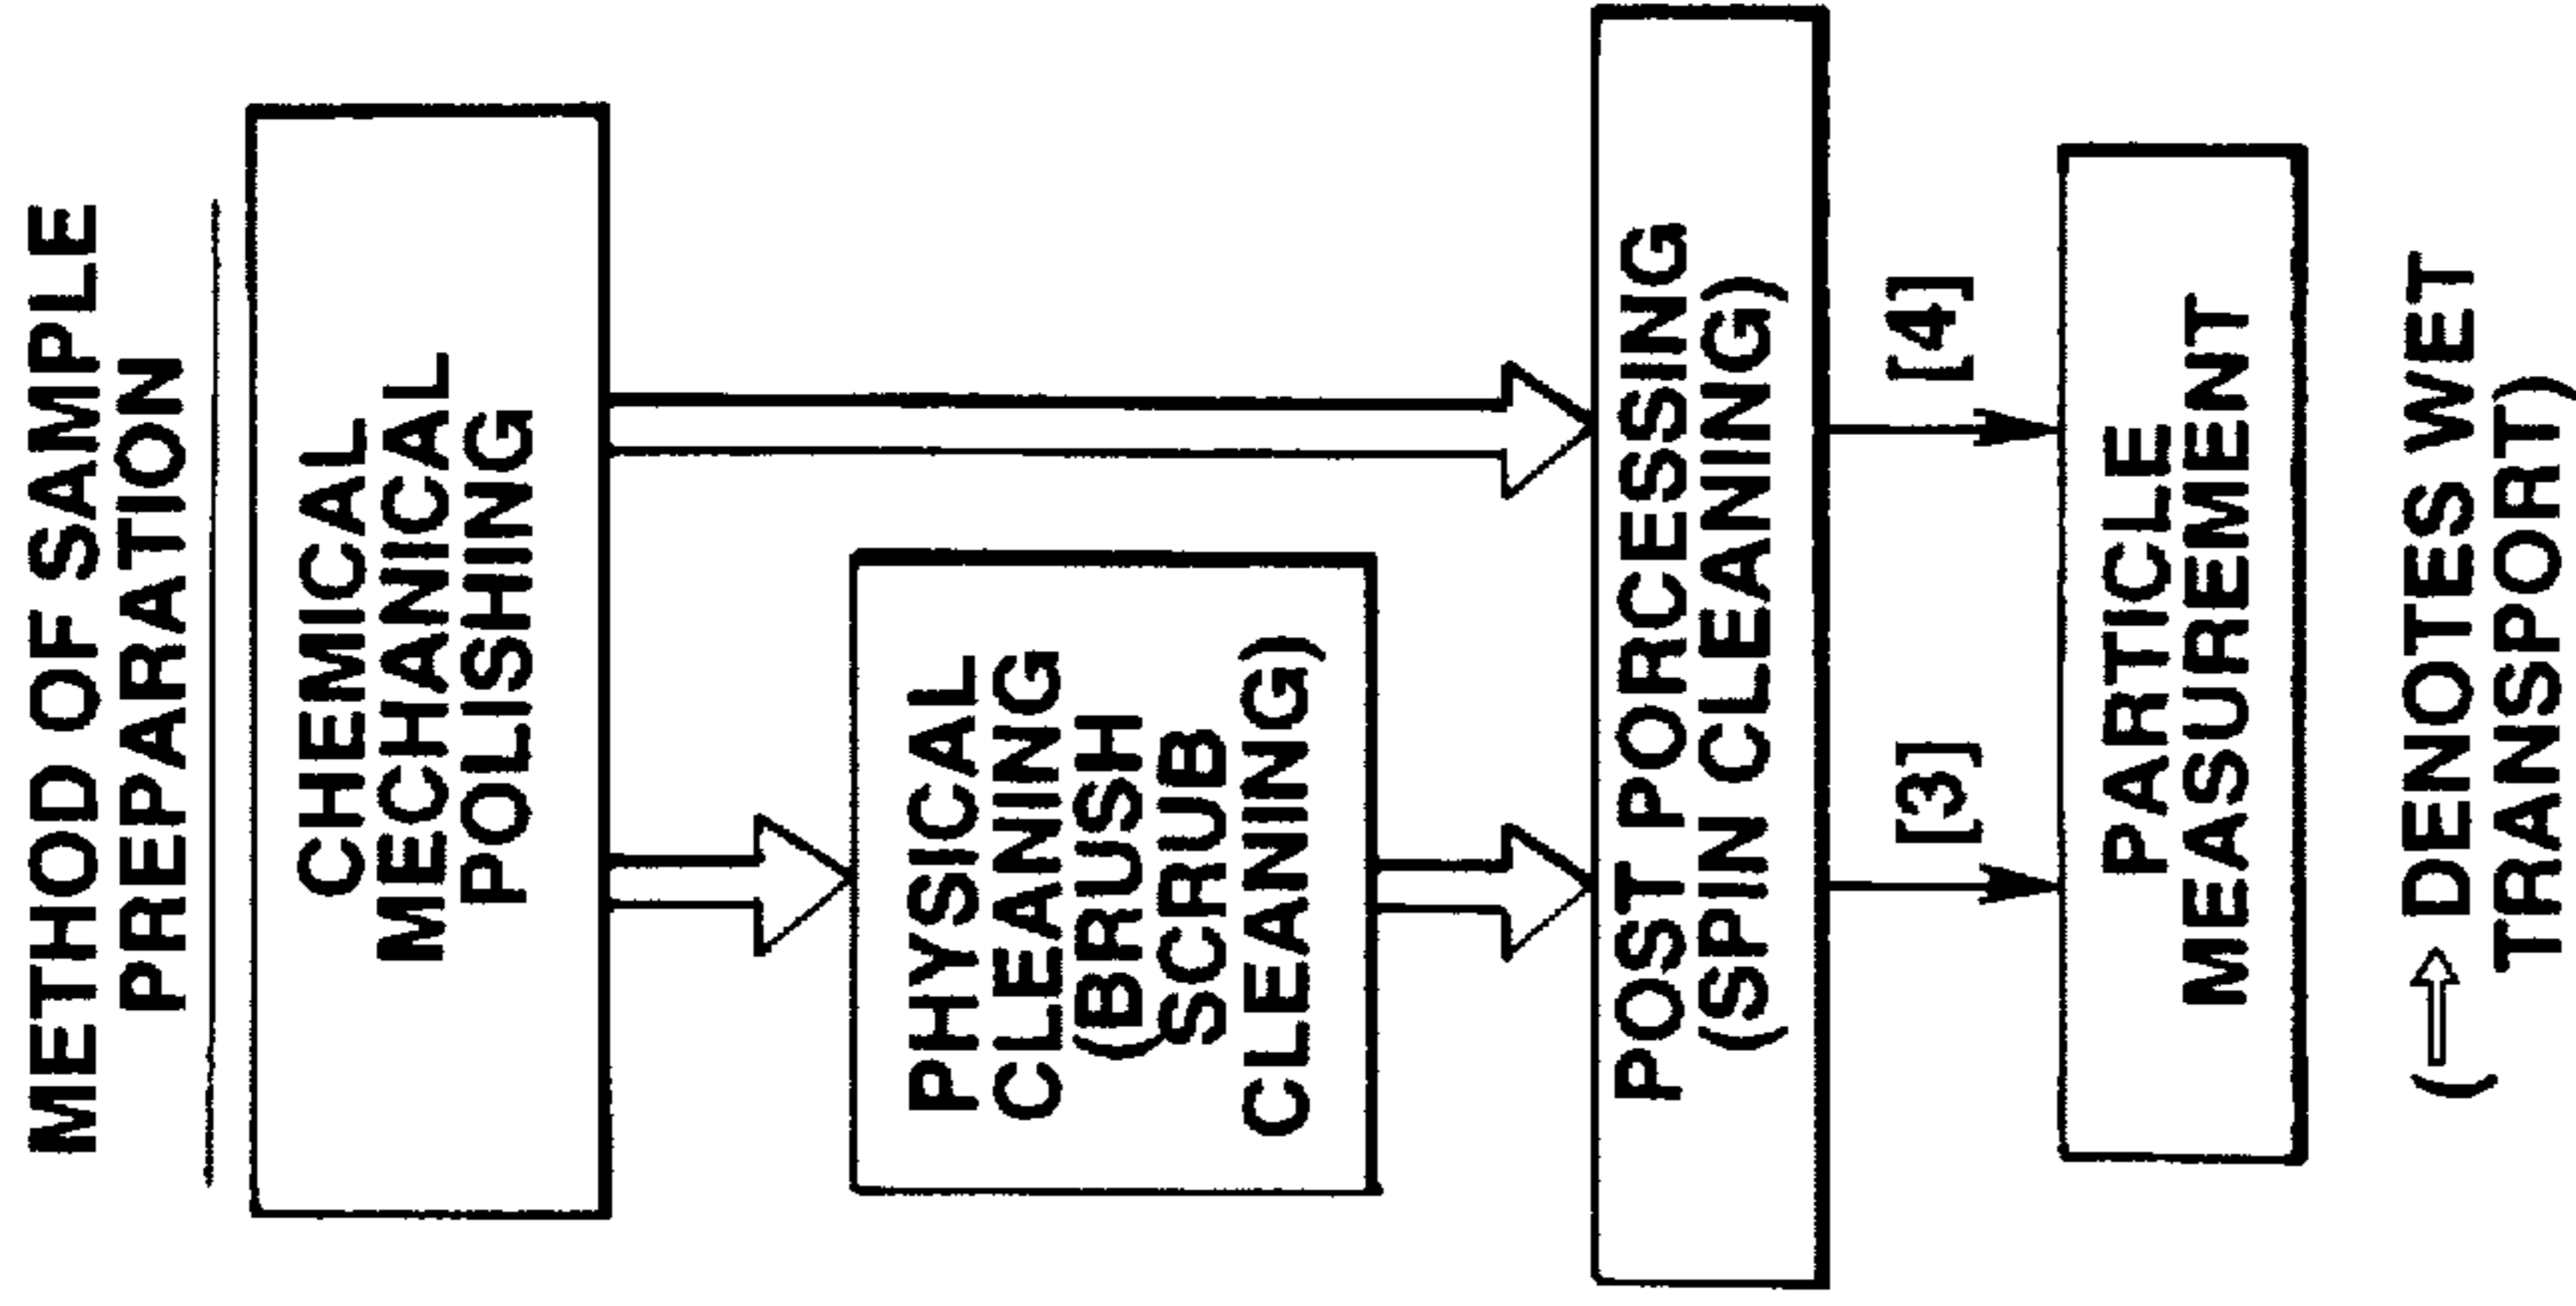 METHOD OF SAMPLE
PREPARATION
CHEMICAL
MECHANICAL
POLISHING
PHYSICAL
CLEANING
(BRUSH
SCRUB
CLEANING)
POST PORCESSING
(SPIN CLEANING)
[3]
[4]
PARTICLE
MEASUREMENT
(⇨ DENOTES WET
TRANSPORT)